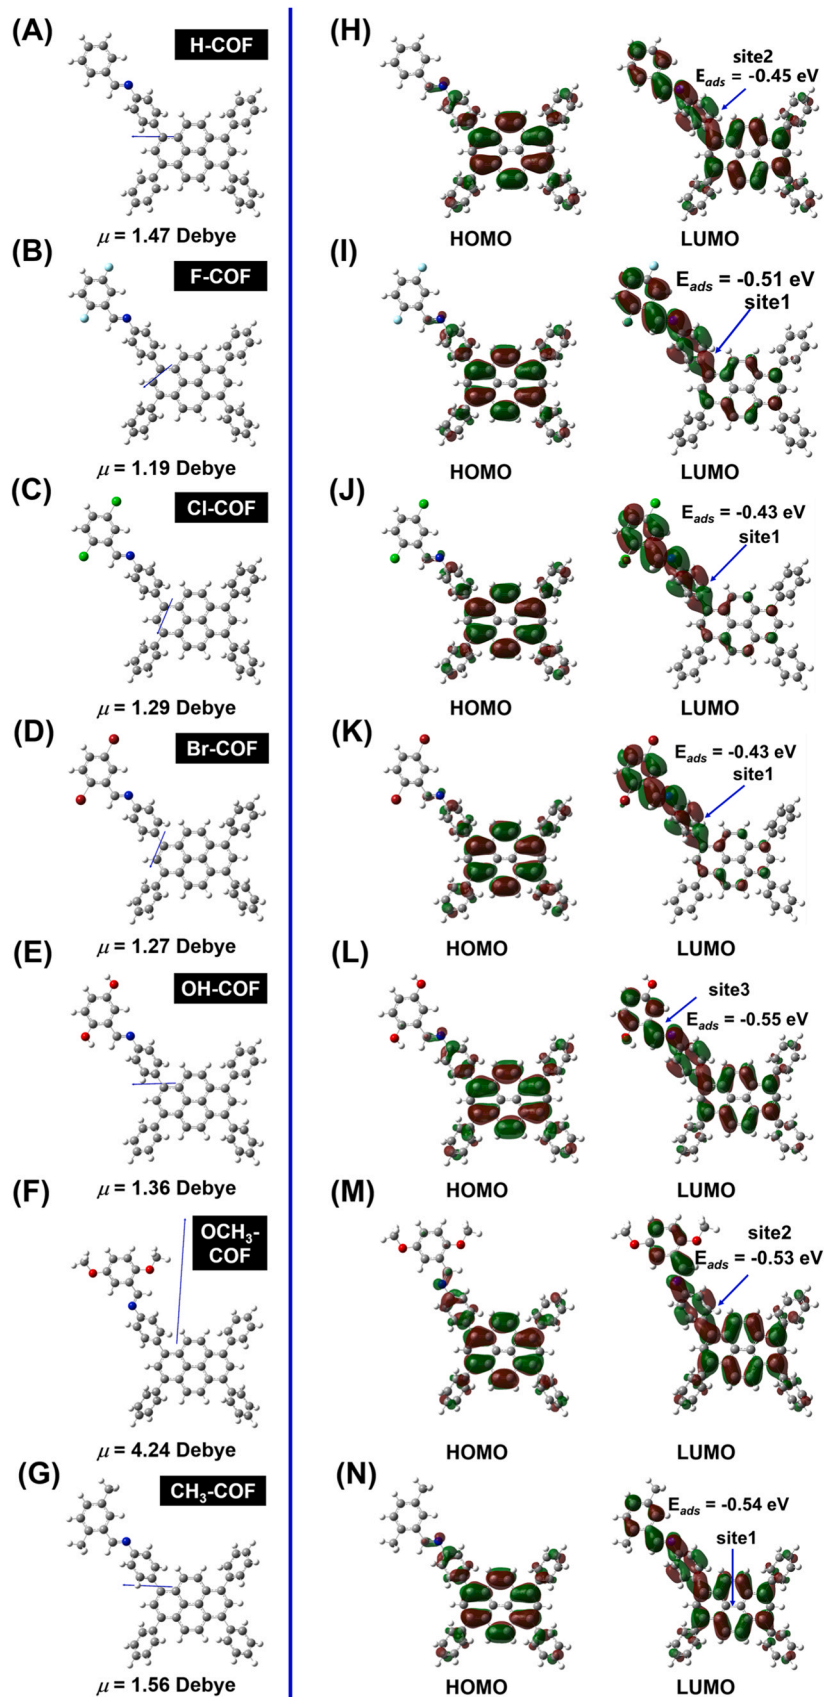 (A)
H-COF
μ = 1.47 Debye
(H)
HOMO
site2
Eads = -0.45 eV
LUMO
(B)
F-COF
μ = 1.19 Debye
(I)
HOMO
Eads = -0.51 eV
site1
LUMO
(C)
Cl-COF
μ = 1.29 Debye
(J)
HOMO
Eads = -0.43 eV
site1
LUMO
(D)
Br-COF
μ = 1.27 Debye
(K)
HOMO
Eads = -0.43 eV
site1
LUMO
(E)
OH-COF
μ = 1.36 Debye
(L)
HOMO
site3
Eads = -0.55 eV
LUMO
(F)
OCH3-
COF
μ = 4.24 Debye
(M)
HOMO
site2
Eads = -0.53 eV
LUMO
(G)
CH3-COF
μ = 1.56 Debye
(N)
HOMO
Eads = -0.54 eV
site1
LUMO